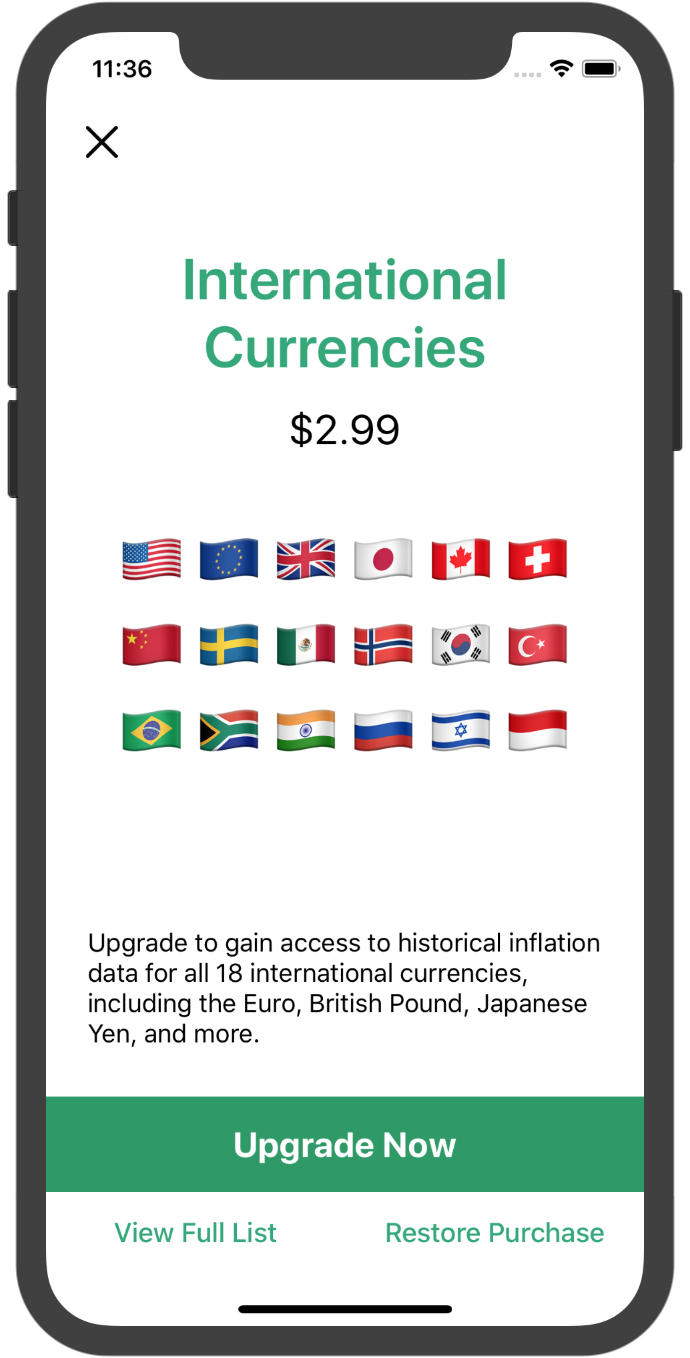 11:36
International
Currencies
$2.99
Upgrade to gain access to historical inflation
data for all 18 international currencies,
including the Euro, British Pound, Japanese
Yen, and more.
Upgrade Now
View Full List
Restore Purchase